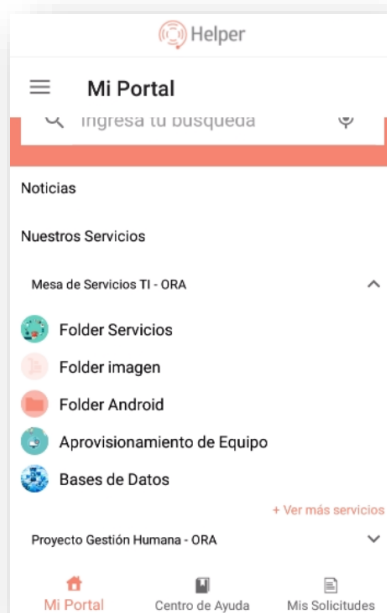 Helper
Mi Portal
Ingresa tu búsqueda
Noticias
Nuestros Servicios
Mesa de Servicios TI - ORA
Folder Servicios
Folder imagen
Folder Android
Aprovisionamiento de Equipo
Bases de Datos
+ Ver más servicios
Proyecto Gestión Humana - ORA
Mi Portal
Centro de Ayuda
Mis Solicitudes